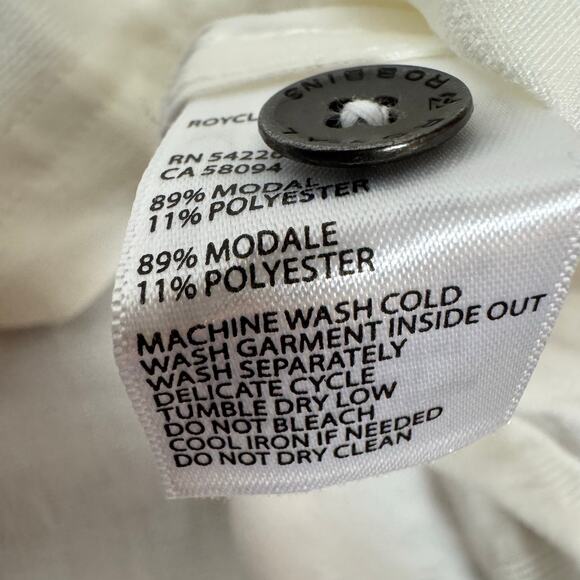 ROBBINS
RN 54226
CA 58094
89% MODAL
11% POLYESTER
89% MODALE
11% POLYESTER
MACHINE WASH COLD
WASH GARMENT INSIDE OUT
WASH SEPARATELY
DELICATE CYCLE
TUMBLE DRY LOW
DO NOT BLEACH
COOL IRON IF NEEDED
DO NOT DRY CLEAN